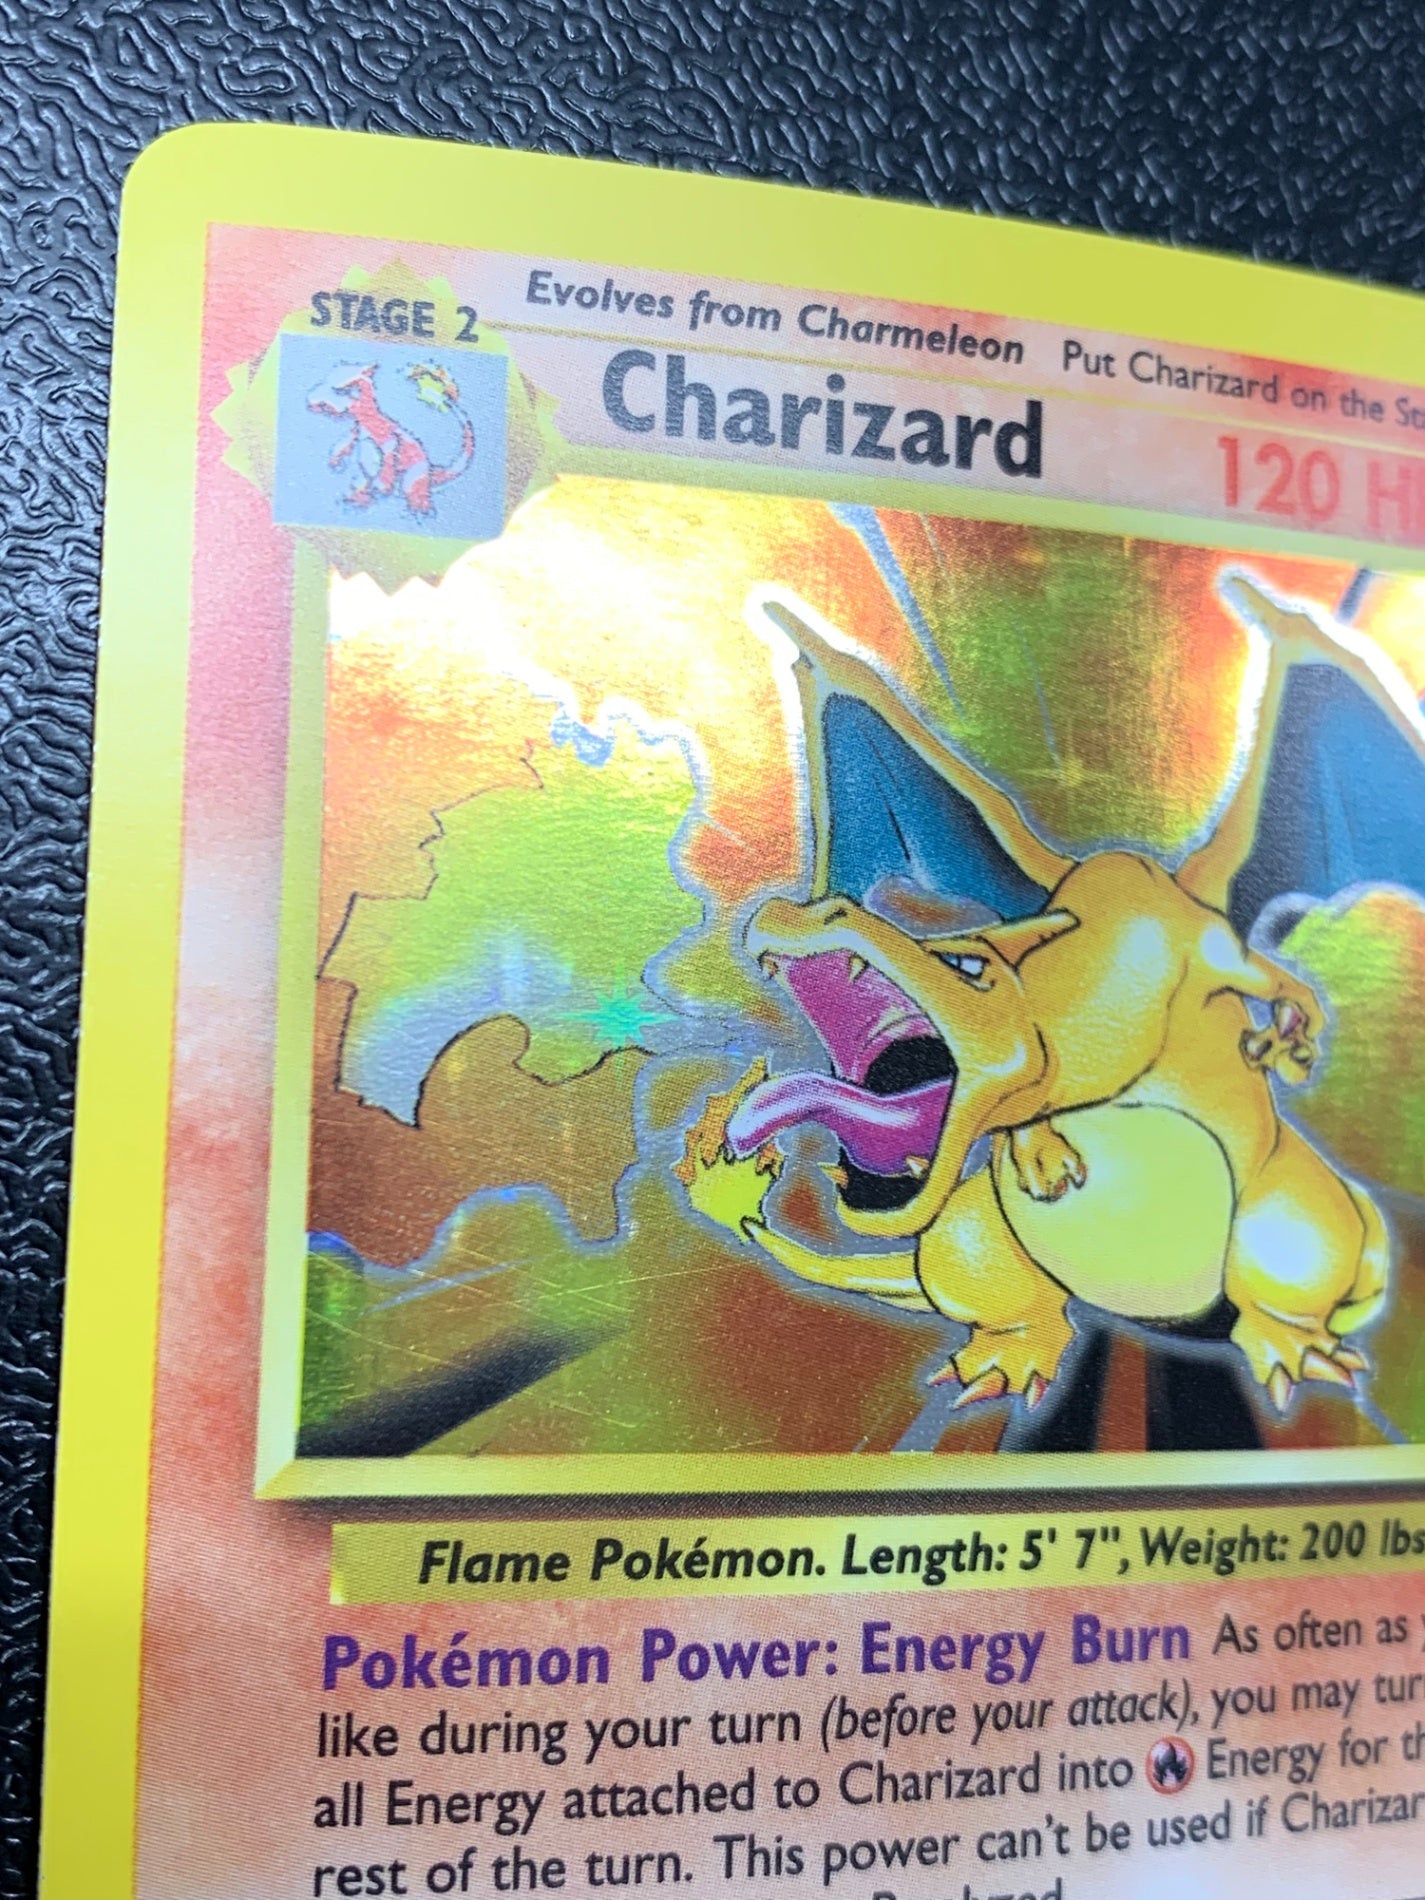 STAGE 2
Evolves from Charmeleon Put Charizard on the
Charizard
120
Flame Pokémon. Length: 5' 7", Weight: 200 lbs
Pokémon Power: Energy Burn As often as
like during your turn (before your attack), you may
all Energy attached to Charizard into Energy for
rest of the turn. This power can't be used if